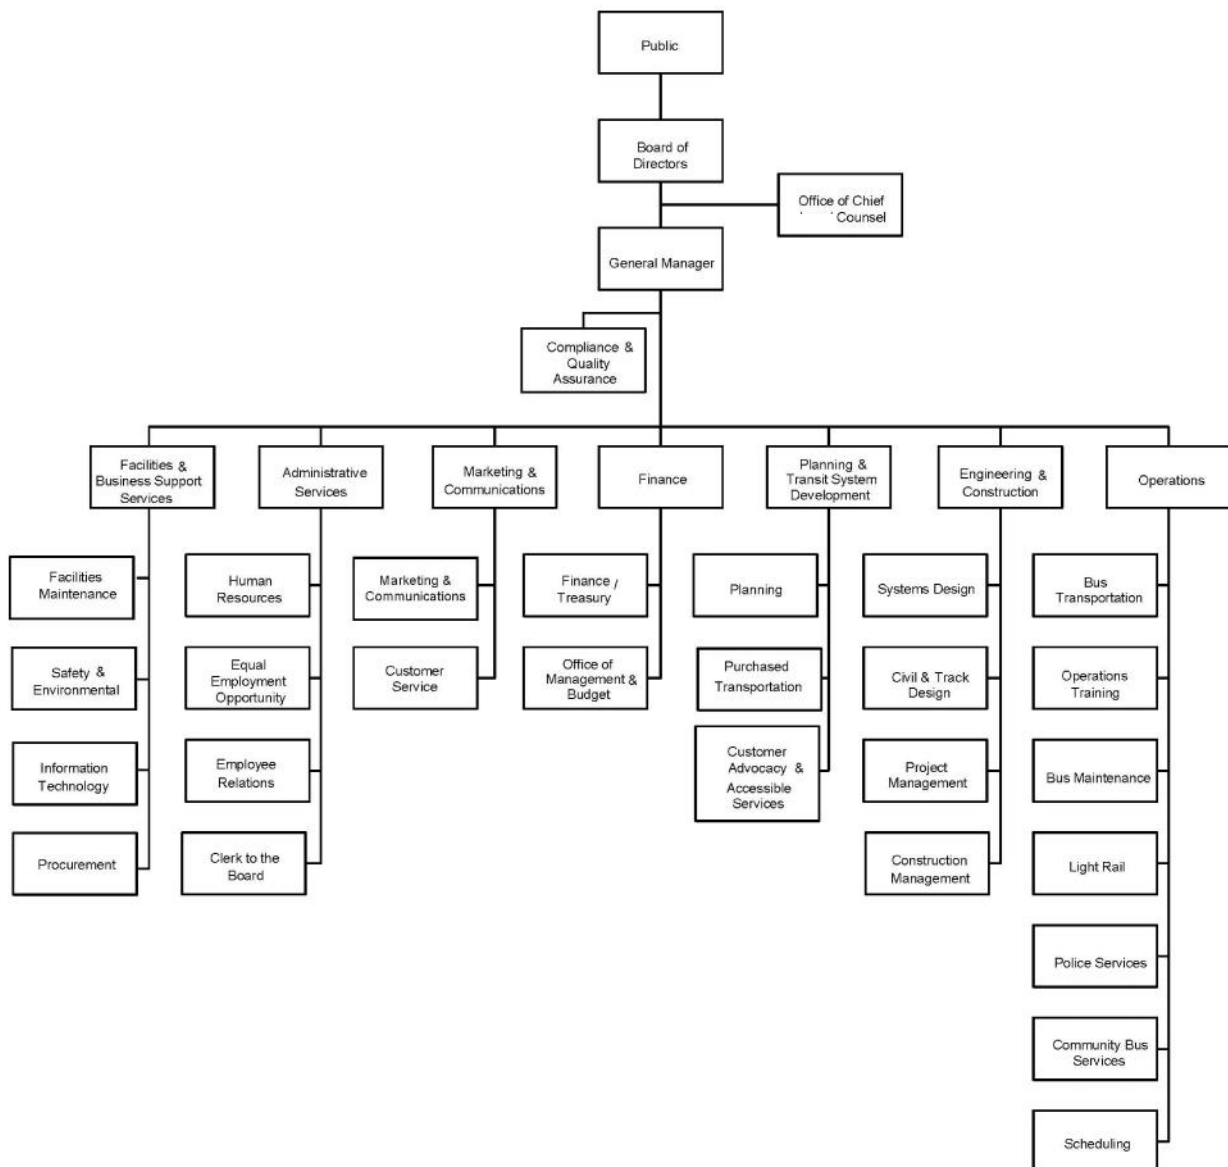 Public
Board of
Directors
Office of Chief
Counsel
General Manager
Compliance &
Quality
Assurance
Facilities &
Business Support
Services
Administrative
Services
Marketing &
Communications
Finance
Planning &
Transit System
Development
Engineering &
Construction
Operations
Facilities
Maintenance
Human
Resources
Marketing &
Communications
Finance /
Treasury
Planning
Systems Design
Bus
Transportation
Safety &
Environmental
Equal
Employment
Opportunity
Customer
Service
Office of
Management &
Budget
Purchased
Transportation
Civil & Track
Design
Operations
Training
Information
Technology
Employee
Relations
Customer
Advocacy &
Accessible
Services
Project
Management
Bus Maintenance
Procurement
Clerk to the
Board
Construction
Management
Light Rail
Police Services
Community Bus
Services
Scheduling